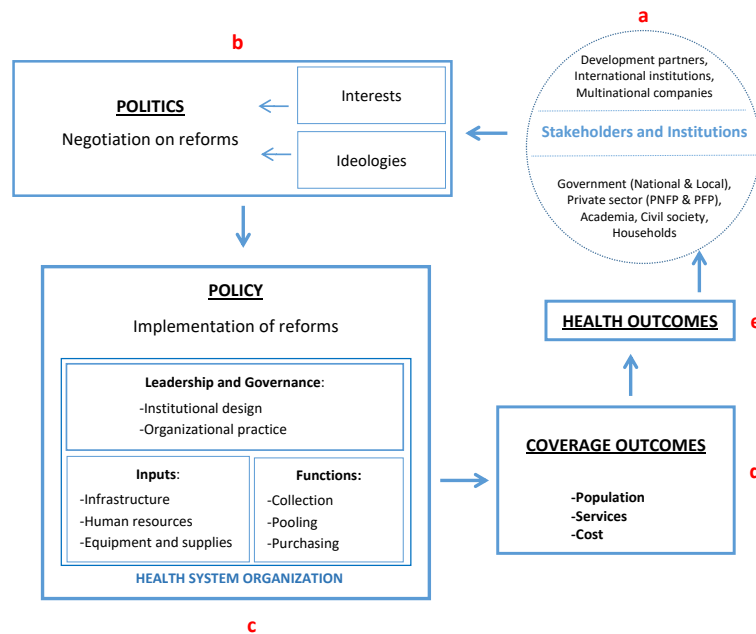 a
Development partners,
International institutions,
Multinational companies
Stakeholders and Institutions
Government (National & Local),
Private sector (PNFP & PFP),
Academia, Civil society,
Households
b
POLITICS
Negotiation on reforms
Interests
Ideologies
POLICY
Implementation of reforms
Leadership and Governance:
-Institutional design
-Organizational practice
Inputs:
-Infrastructure
-Human resources
-Equipment and supplies
Functions:
-Collection
-Pooling
-Purchasing
HEALTH SYSTEM ORGANIZATION
c
COVERAGE OUTCOMES
-Population
-Services
-Cost
d
HEALTH OUTCOMES
e